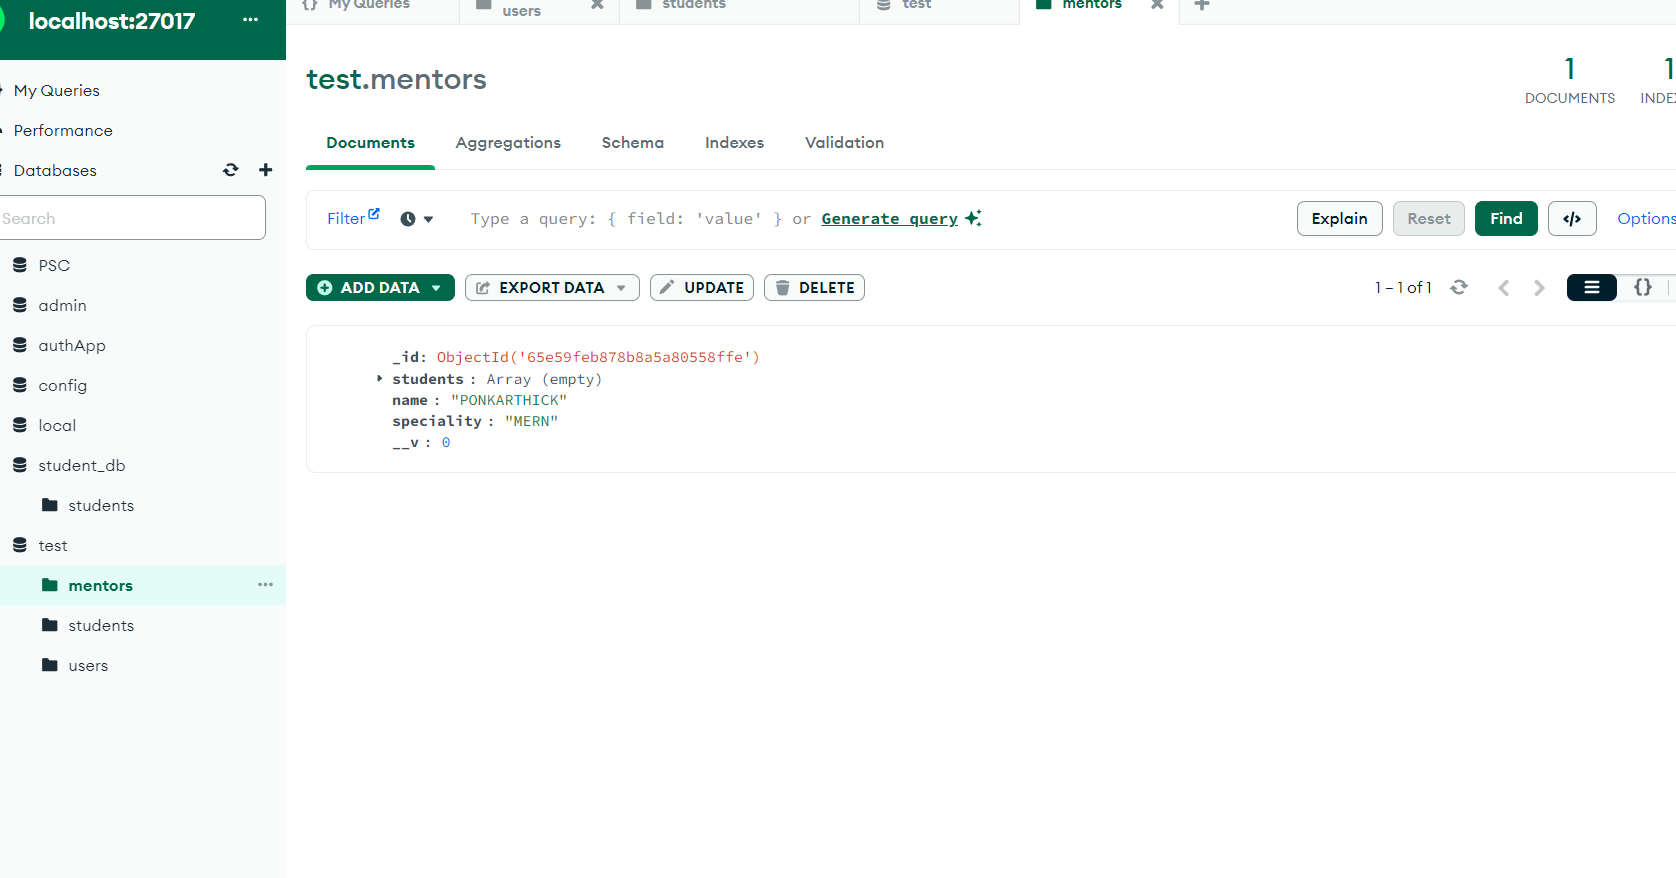 localhost:27017 ...
My Queries
Performance
Databases
Search
PSC
admin
authApp
config
local
student_db
students
test
mentors ...
students
users
My Queries
users
students
test
mentors
test.mentors
1
DOCUMENTS
1
INDE
Documents Aggregations Schema Indexes Validation
Filter Type a query: { field: 'value' } or Generate query Explain Reset Find </> Options
ADD DATA EXPORT DATA UPDATE DELETE 1 – 1 of 1 {}
_id: ObjectId('65e59feb878b8a5a80558ffe')
students : Array (empty)
name : "PONKARTHICK"
speciality : "MERN"
__v : 0